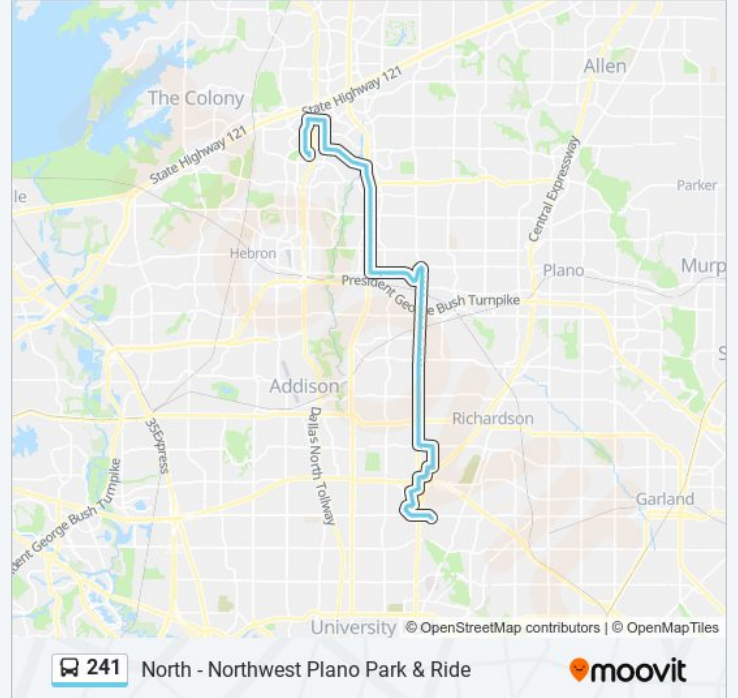 Allen
State Highway 121
The Colony
State Highway 121
Central Expressway
le
Parker
Hebron
Plano
Murp
President George Bush Turnpike
Addison
Richardson
35Express
Dallas North Tollway
Garland
dent George Bush Turnpike
University
© OpenStreetMap contributors | © OpenMapTiles
241
North - Northwest Plano Park & Ride
moovit